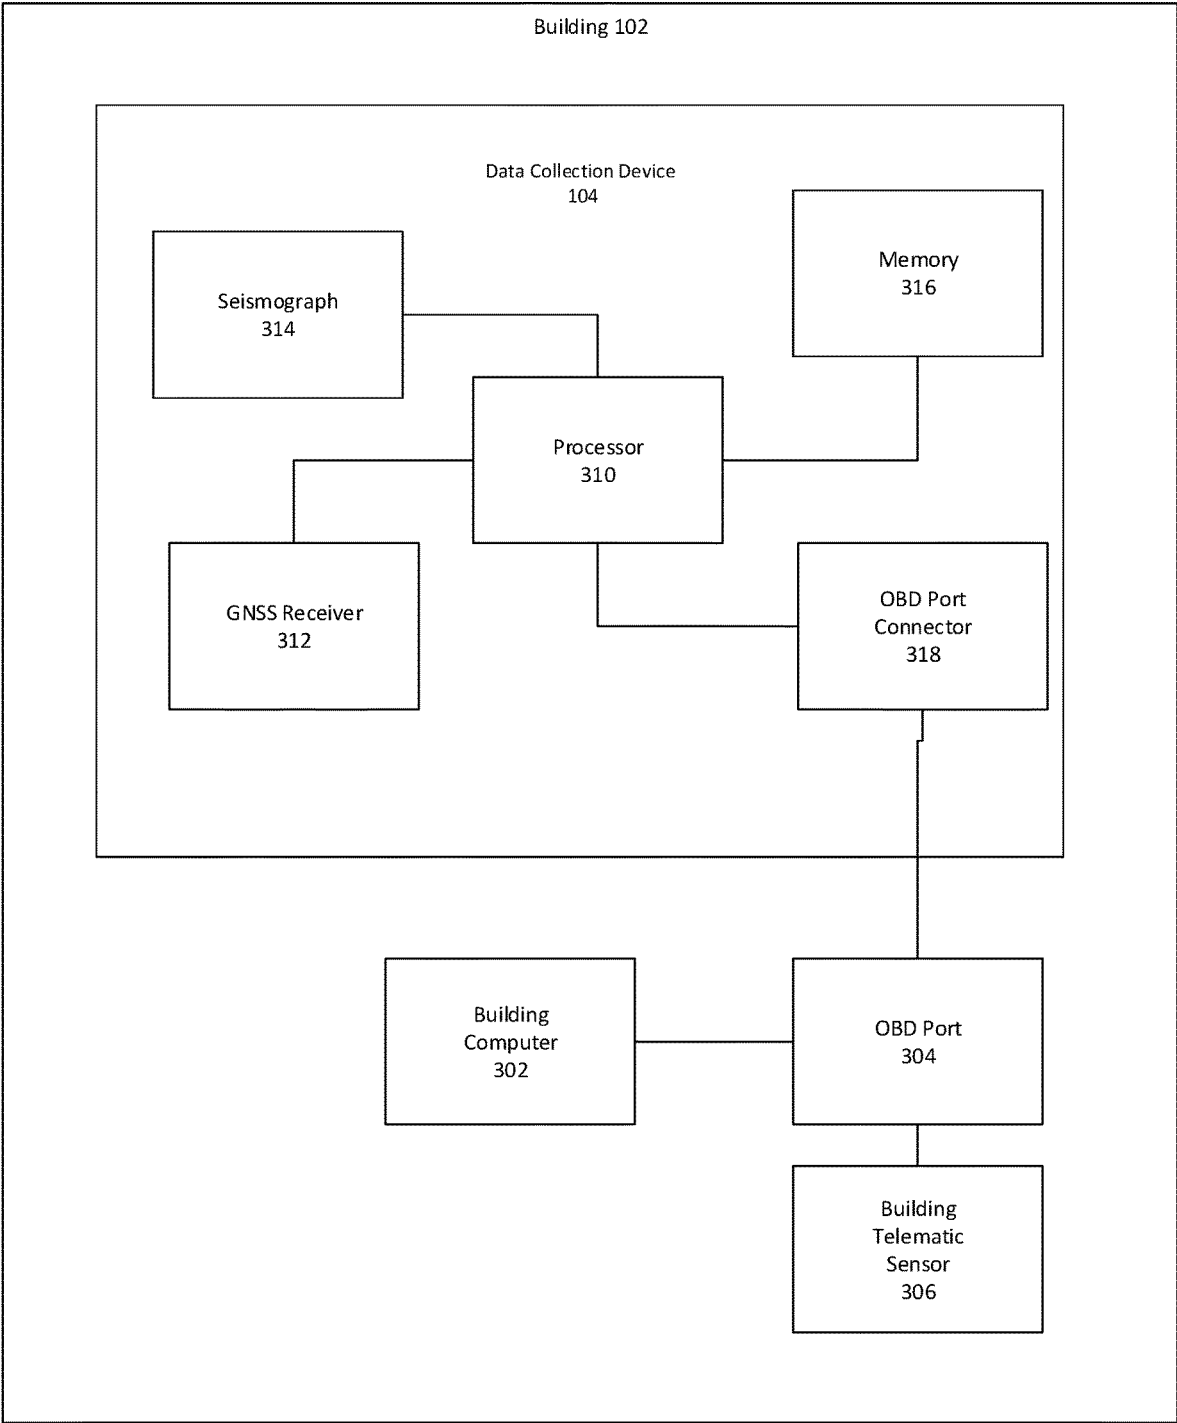 Building 102
Data Collection Device
104
Memory
316
Seismograph
314
Processor
310
GNSS Receiver
312
OBD Port
Connector
318
Building
Computer
302
OBD Port
304
Building
Telematic
Sensor
306